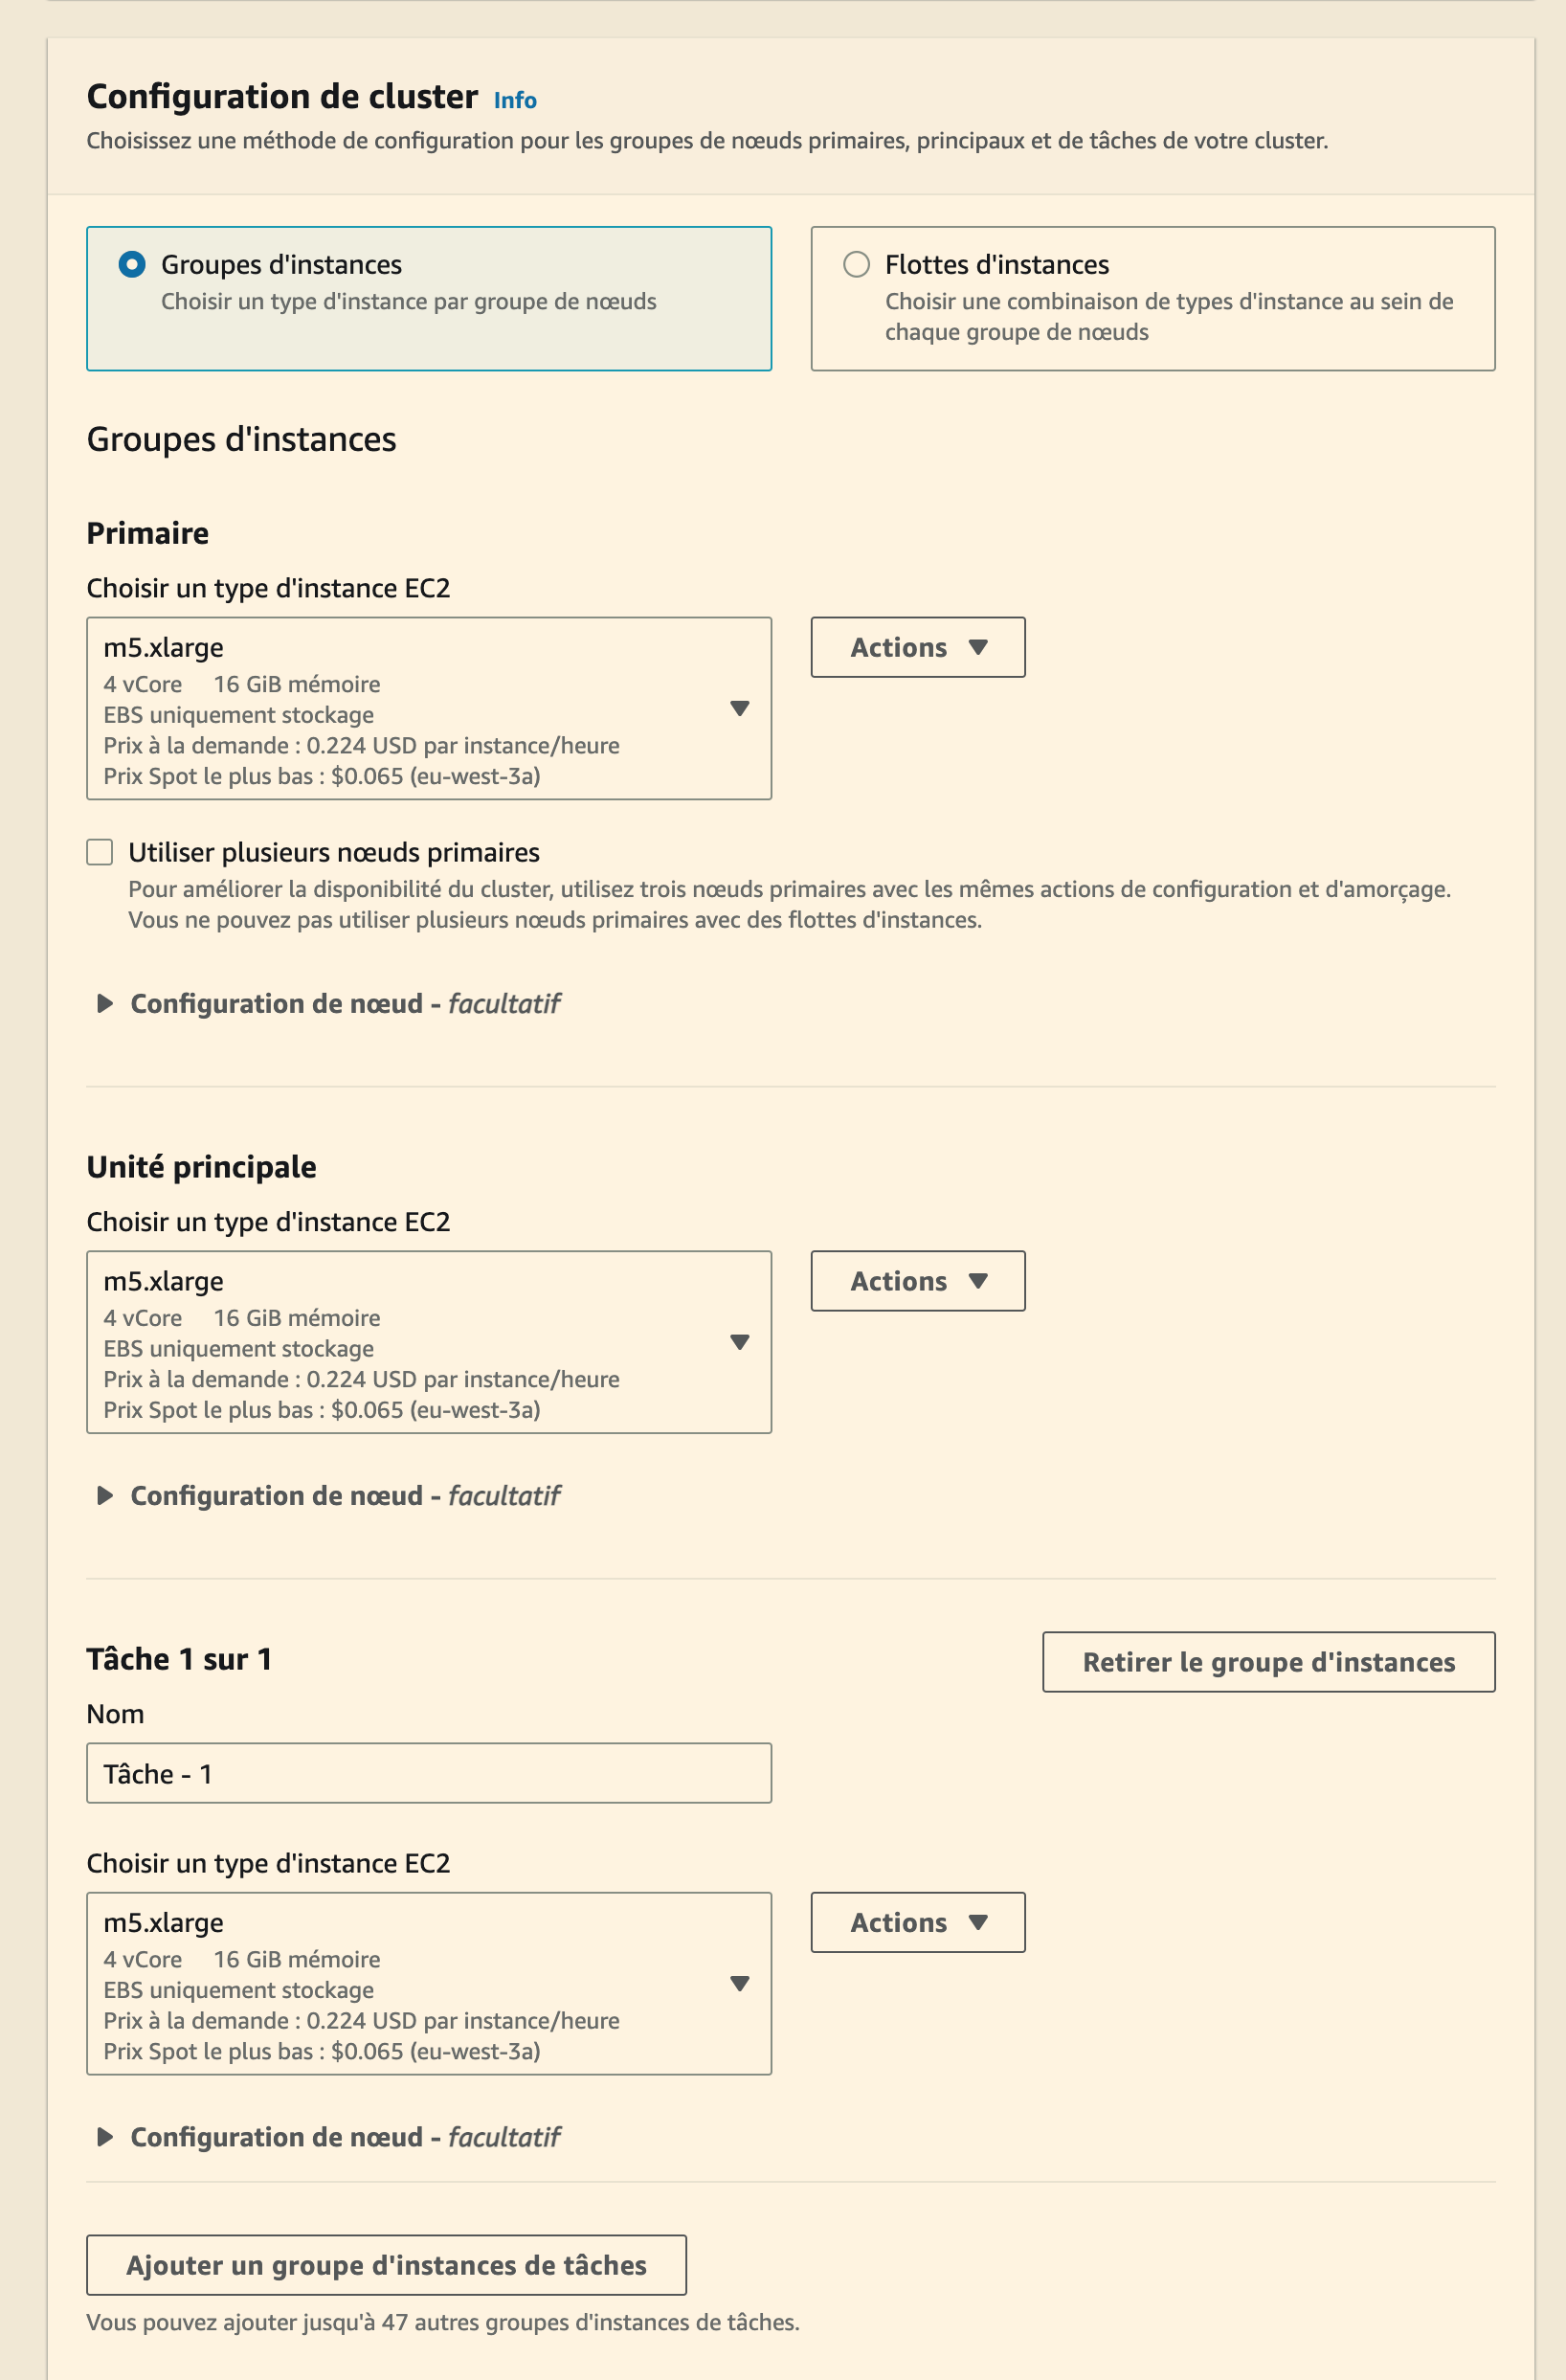 Configuration de cluster Info
Choisissez une méthode de configuration pour les groupes de nœuds primaires, principaux et de tâches de votre cluster.
Groupes d'instances
Choisir un type d'instance par groupe de nœuds
Flottes d'instances
Choisir une combinaison de types d'instance au sein de
chaque groupe de nœuds
Groupes d'instances
Primaire
Choisir un type d'instance EC2
m5.xlarge
4 vCore 16 GiB mémoire
EBS uniquement stockage
Prix à la demande : 0.224 USD par instance/heure
Prix Spot le plus bas : $0.065 (eu-west-3a)
Actions
Utiliser plusieurs nœuds primaires
Pour améliorer la disponibilité du cluster, utilisez trois nœuds primaires avec les mêmes actions de configuration et d'amorçage.
Vous ne pouvez pas utiliser plusieurs nœuds primaires avec des flottes d'instances.
Configuration de nœud - facultatif
Unité principale
Choisir un type d'instance EC2
m5.xlarge
4 vCore 16 GiB mémoire
EBS uniquement stockage
Prix à la demande : 0.224 USD par instance/heure
Prix Spot le plus bas : $0.065 (eu-west-3a)
Actions
Configuration de nœud - facultatif
Tâche 1 sur 1
Retirer le groupe d'instances
Nom
Tâche - 1
Choisir un type d'instance EC2
m5.xlarge
4 vCore 16 GiB mémoire
EBS uniquement stockage
Prix à la demande : 0.224 USD par instance/heure
Prix Spot le plus bas : $0.065 (eu-west-3a)
Actions
Configuration de nœud - facultatif
Ajouter un groupe d'instances de tâches
Vous pouvez ajouter jusqu'à 47 autres groupes d'instances de tâches.